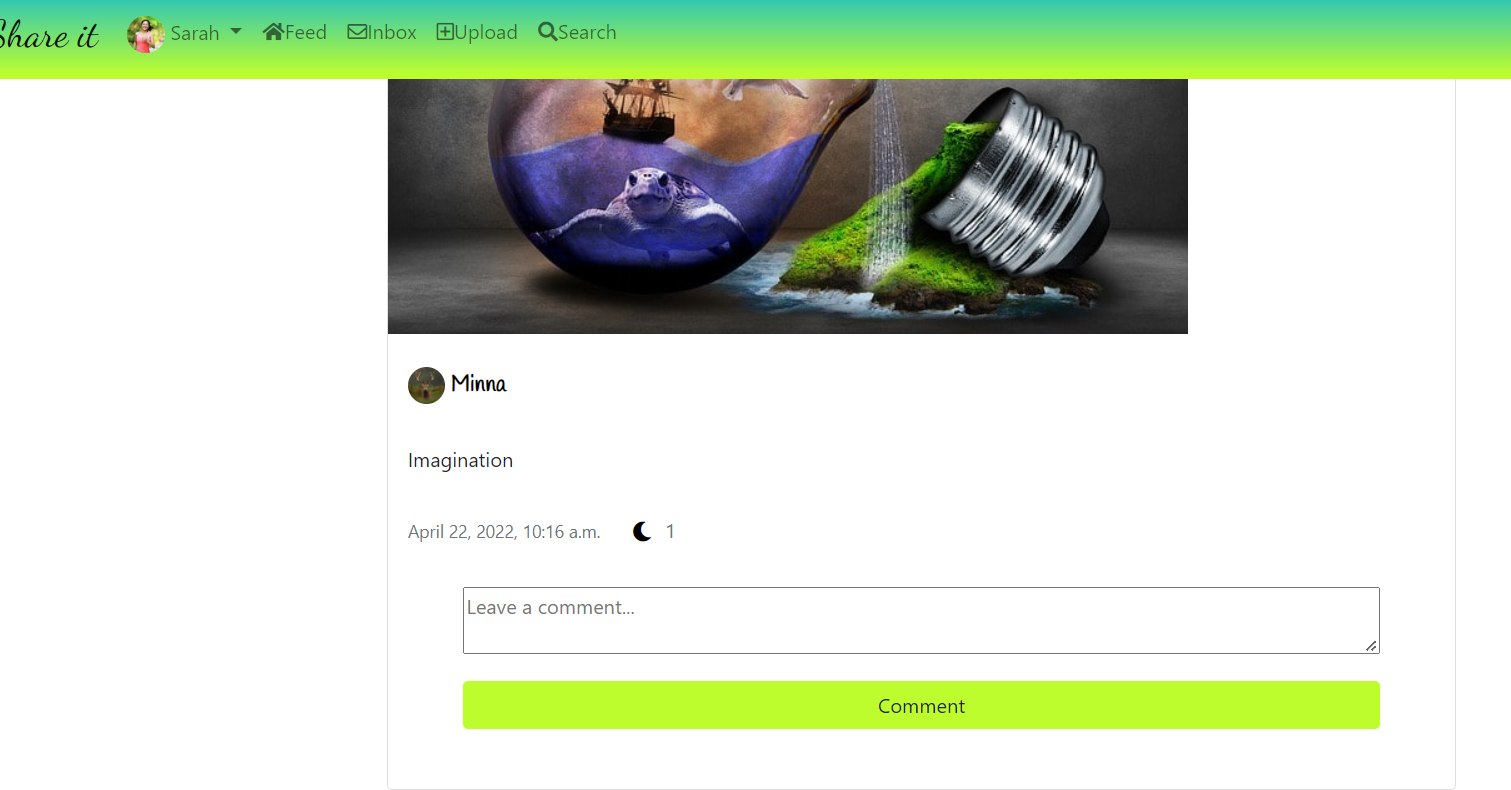 Share it Sarah Feed Inbox Upload Search
Minna
Imagination
April 22, 2022, 10:16 a.m. 1
Leave a comment...
Comment